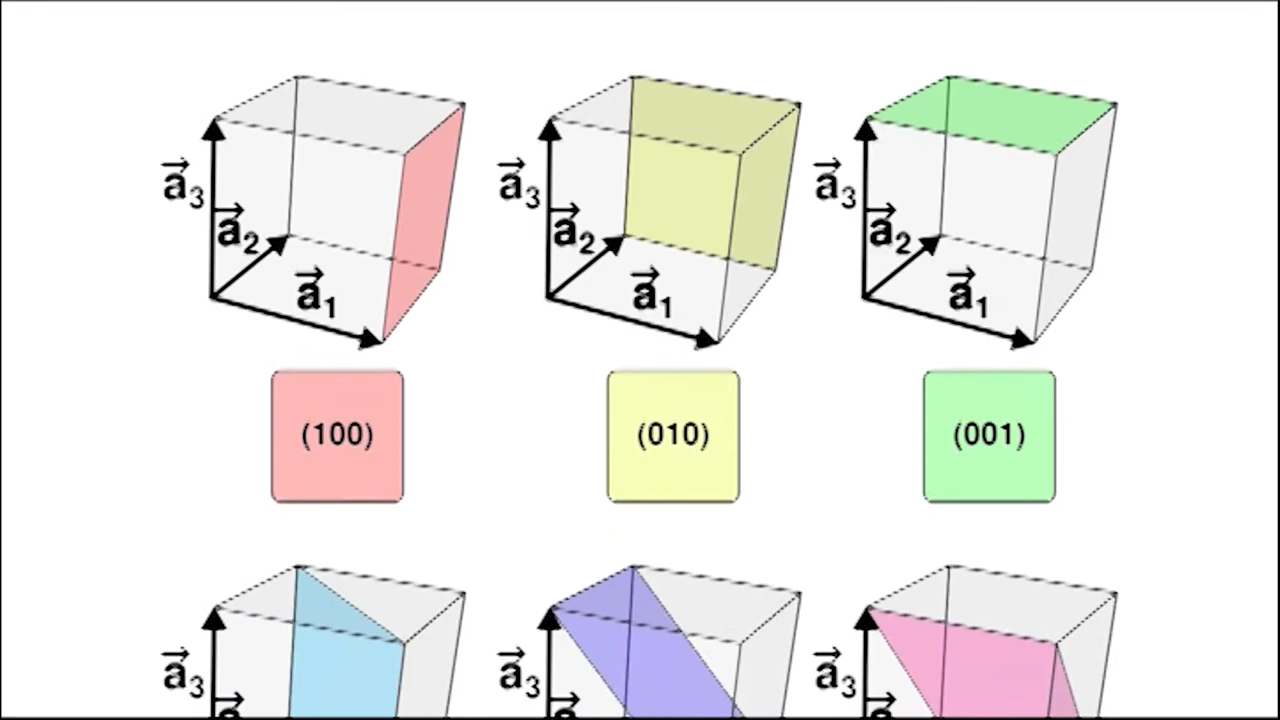 a⃗₃ a⃗₃ a⃗₃
a⃗₂ a⃗₂ a⃗₂
a⃗₁ a⃗₁ a⃗₁
(100) (010) (001)
a⃗₃ a⃗₃ a⃗₃